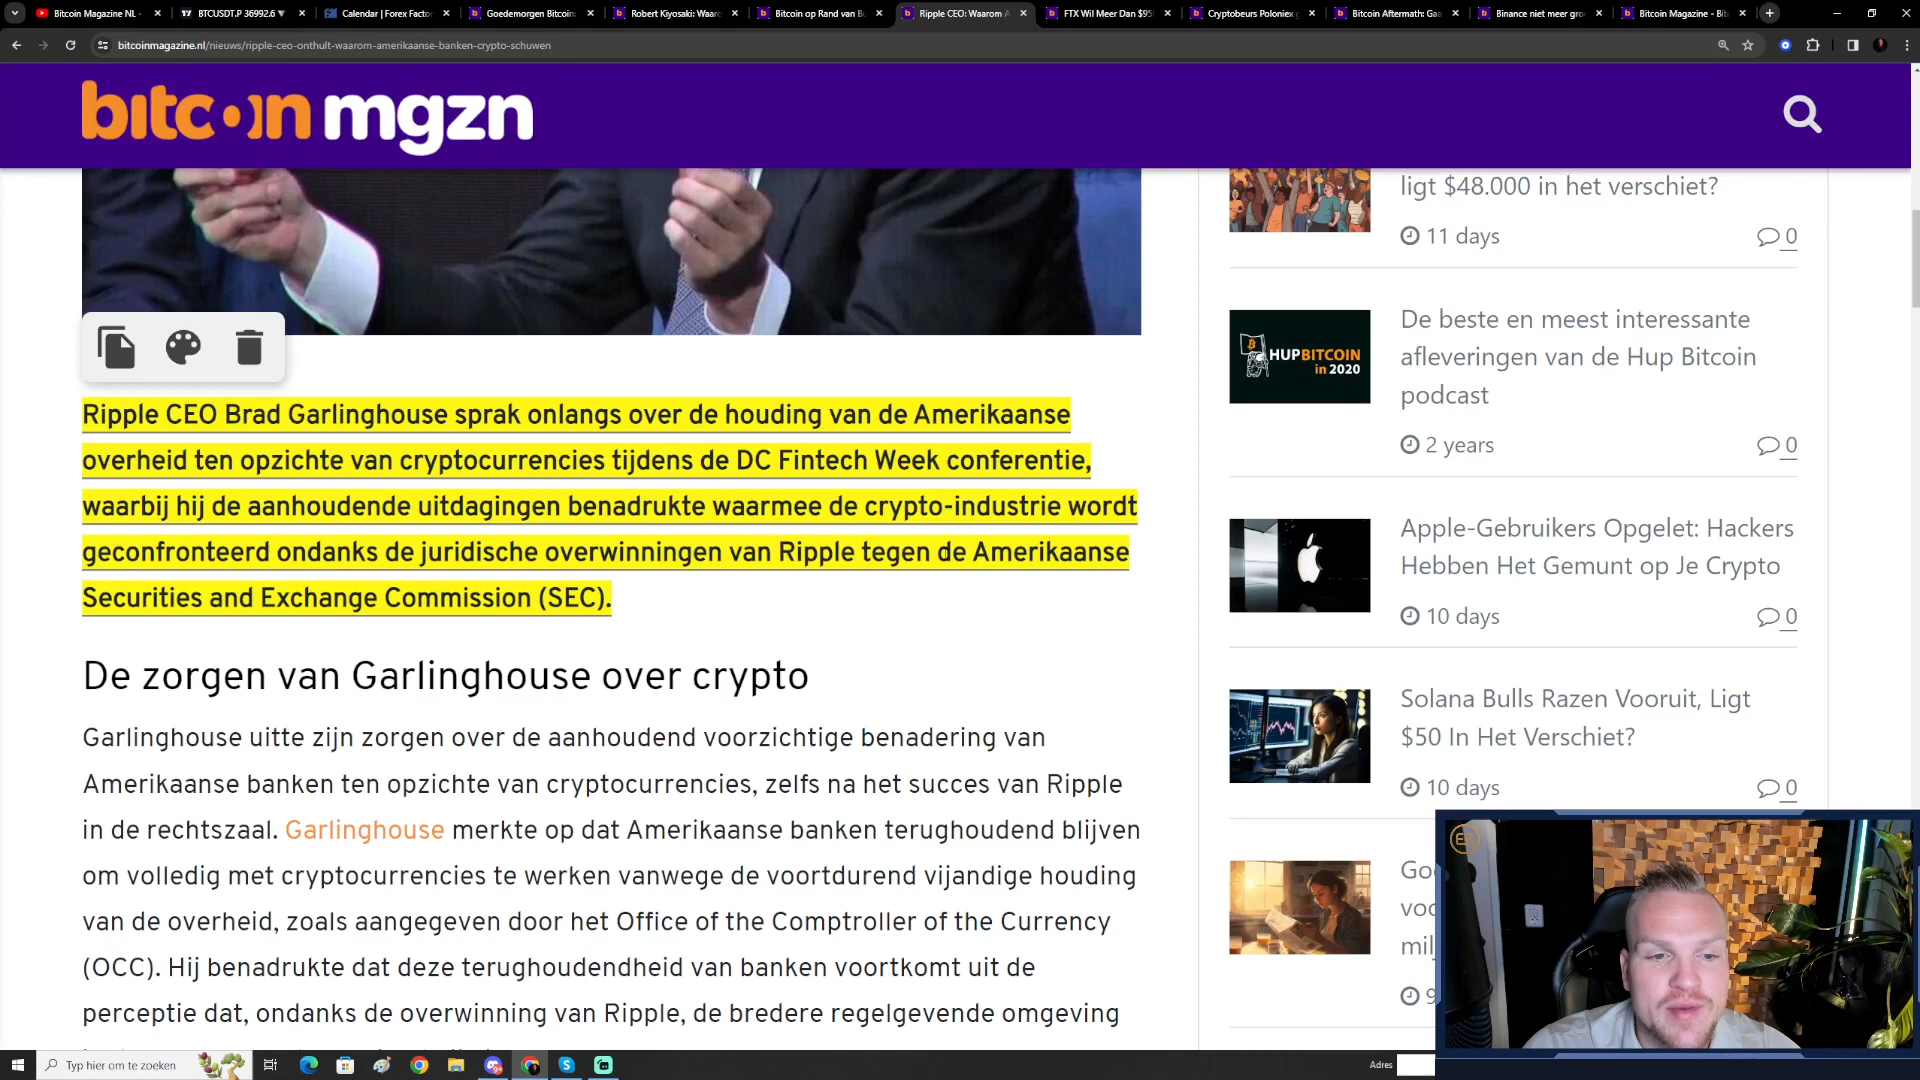 Bitcoin Magazine NL -
BTCUSDT.P 36992.6 ▼
Calendar | Forex Factor
Goedemorgen Bitcoin:
Robert Kiyosaki: Waaro
Bitcoin op Rand van Bu
Ripple CEO: Waarom A
FTX Wil Meer Dan $95
Cryptobeurs Poloniex g
Bitcoin Aftermath: Gaa
Binance niet meer gro
Bitcoin Magazine - Bit
bitcoinmagazine.nl/nieuws/ripple-ceo-onthult-waarom-amerikaanse-banken-crypto-schuwen
bitcoin mgzn
Ripple CEO Brad Garlinghouse sprak onlangs over de houding van de Amerikaanse
overheid ten opzichte van cryptocurrencies tijdens de DC Fintech Week conferentie,
waarbij hij de aanhoudende uitdagingen benadrukte waarmee de crypto-industrie wordt
geconfronteerd ondanks de juridische overwinningen van Ripple tegen de Amerikaanse
Securities and Exchange Commission (SEC).
De zorgen van Garlinghouse over crypto
Garlinghouse uitte zijn zorgen over de aanhoudend voorzichtige benadering van
Amerikaanse banken ten opzichte van cryptocurrencies, zelfs na het succes van Ripple
in de rechtszaal. Garlinghouse merkte op dat Amerikaanse banken terughoudend blijven
om volledig met cryptocurrencies te werken vanwege de voortdurend vijandige houding
van de overheid, zoals aangegeven door het Office of the Comptroller of the Currency
(OCC). Hij benadrukte dat deze terughoudendheid van banken voortkomt uit de
perceptie dat, ondanks de overwinning van Ripple, de bredere regelgevende omgeving
ligt $48.000 in het verschiet?
11 days
0
HUPBITCOIN
in 2020
De beste en meest interessante
afleveringen van de Hup Bitcoin
podcast
2 years
0
Apple-Gebruikers Opgelet: Hackers
Hebben Het Gemunt op Je Crypto
10 days
0
Solana Bulls Razen Vooruit, Ligt
$50 In Het Verschiet?
10 days
0
Go
voo
mil
9
Typ hier om te zoeken
Adres